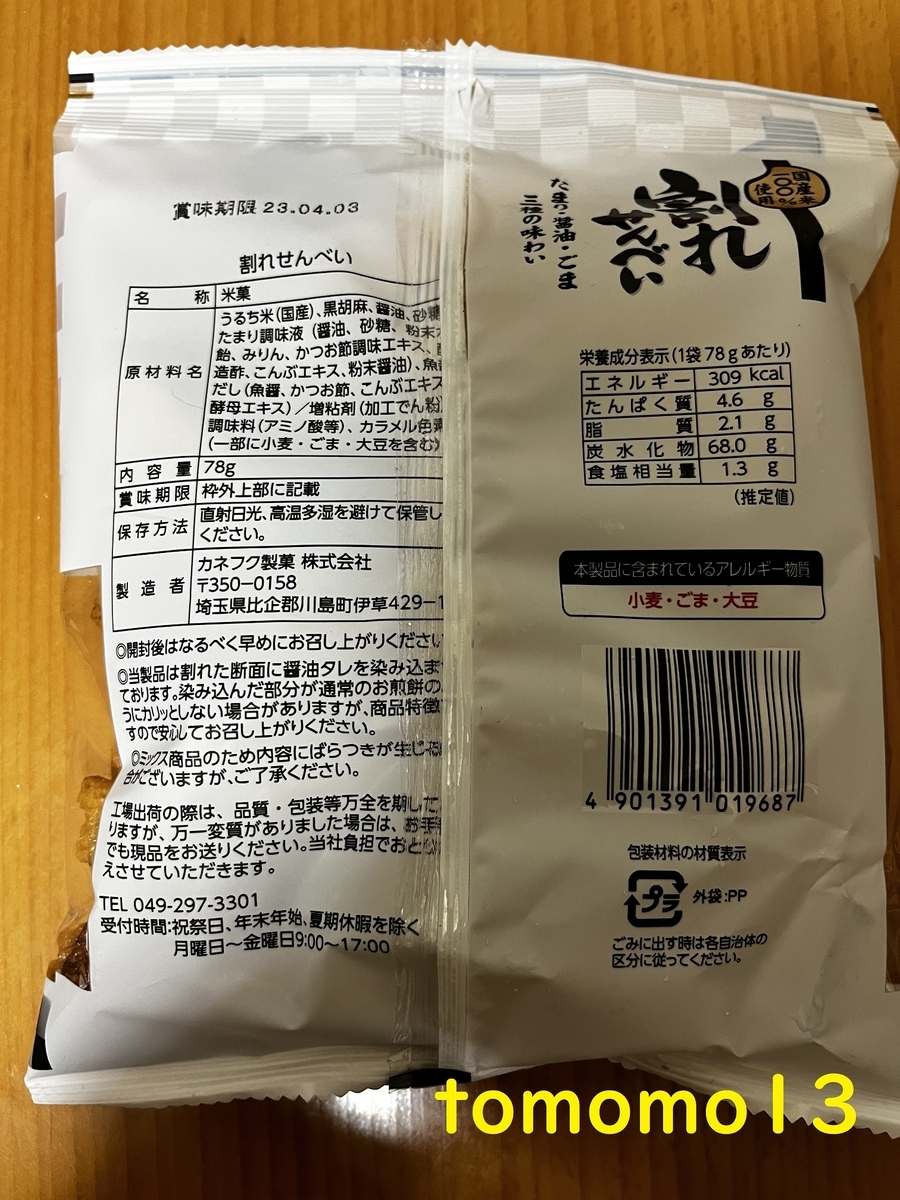 賞味期限 23.04.03
割れせんべい
名 称 米菓
原材料名
うるち米(国産)、黒胡麻、醤油、砂糖
たまり調味液(醤油、砂糖、粉末
飴、みりん、かつお節調味エキス、
造酢、こんぶエキス、粉末醤油)、魚醤
だし(魚醤、かつお節、こんぶエキス
酵母エキス)/増粘剤(加工でん粉)
調味料(アミノ酸等)、カラメル色素
(一部に小麦・ごま・大豆を含む)
内容量 78g
賞味期限 枠外上部に記載
保存方法
直射日光、高温多湿を避けて保管し
ください。
製造者
カネフク製菓 株式会社
〒350-0158
埼玉県比企郡川島町伊草429-1
◎開封後はなるべく早めにお召し上がりください
◎当製品は割れた断面に醤油タレを染み込ま
ております。染み込んだ部分が通常のお煎餅の
うにカリッとしない場合がありますが、商品特徴
すので安心してお召し上がりください。
◎ミックス商品のため内容にばらつきが生じる
合がございますが、ご了承ください。
工場出荷の際は、品質・包装等万全を期して
りますが、万一変質がありました場合は、お手
でも現品をお送りください。当社負担でおと
えさせていただきます。
TEL 049-297-3301
受付時間:祝祭日、年末年始、夏期休暇を除く
月曜日~金曜日9:00~17:00
国産米
一〇〇%
使用
割れ
せんべい
たまり・醤油・ごま
三種の味わい
栄養成分表示(1袋78gあたり)
エネルギー 309 kcal
たんぱく質 4.6 g
脂質 2.1 g
炭水化物 68.0 g
食塩相当量 1.3 g
(推定値)
本製品に含まれているアレルギー物質
小麦・ごま・大豆
4 901391 019687
包装材料の材質表示
プラ 外袋:PP
ごみに出す時は各自治体の
区分に従ってください。
tomomo13